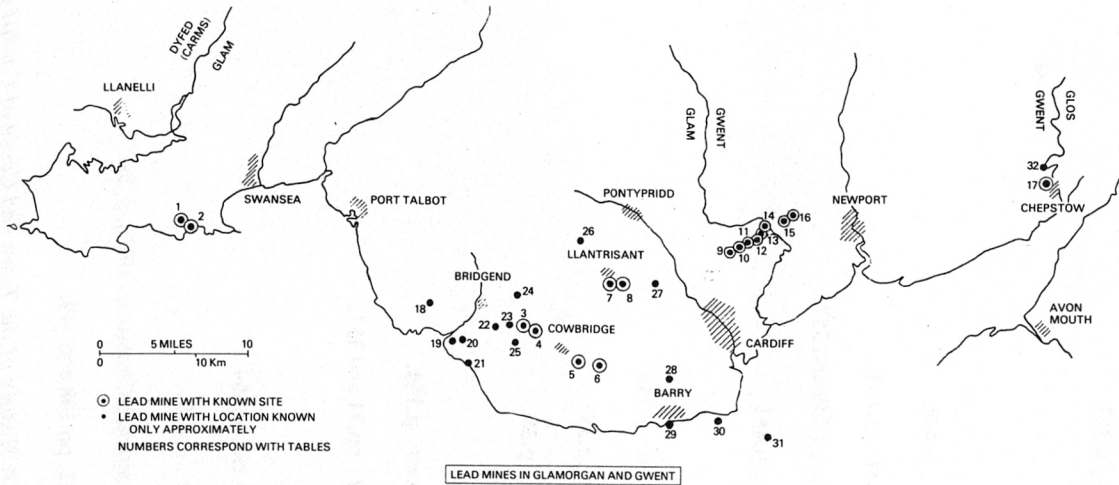 DYFED
(CARMS)
GLAM
LLANELLI
SWANSEA
PORT TALBOT
1
2
BRIDGEND
18
19
20
21
22
23
24
25
3
4
COWBRIDGE
5
6
26
LLANTRISANT
7
8
27
PONTYPRIDD
GLAM
GWENT
9
10
11
12
13
14
15
16
NEWPORT
CARDIFF
28
BARRY
29
30
31
GWENT
GLOS
32
17
CHEPSTOW
AVON
MOUTH
0 5 MILES
0 10 Km
LEAD MINE WITH KNOWN SITE
LEAD MINE WITH LOCATION KNOWN
ONLY APPROXIMATELY
NUMBERS CORRESPOND WITH TABLES
LEAD MINES IN GLAMORGAN AND GWENT